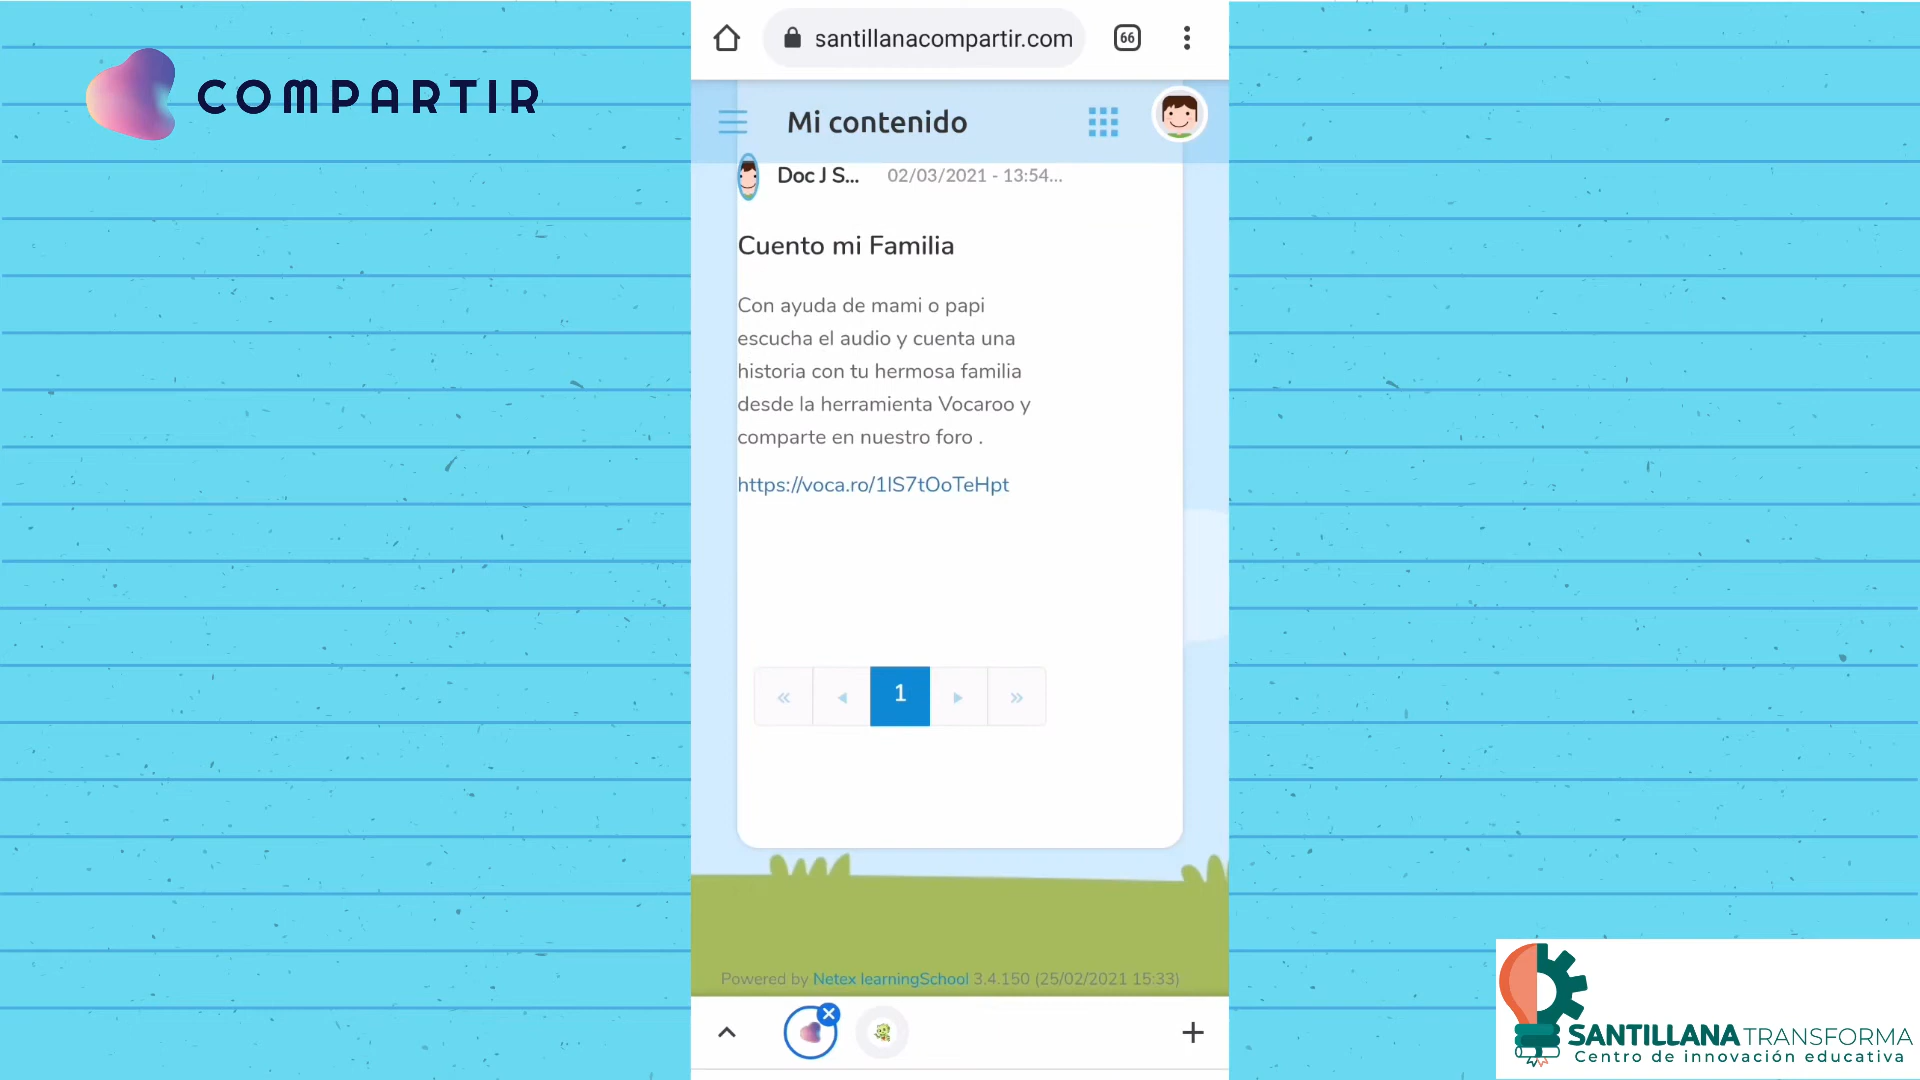 COMPARTIR
santillanacompartir.com
66
Mi contenido
Doc J S...
02/03/2021 - 13:54...
Cuento mi Familia
Con ayuda de mami o papi
escucha el audio y cuenta una
historia con tu hermosa familia
desde la herramienta Vocaroo y
comparte en nuestro foro .
https://voca.ro/1lS7tOoTeHpt
« ◂ 1 ▸ »
Powered by Netex learningSchool 3.4.150 (25/02/2021 15:33)
SANTILLANA TRANSFORMA
Centro de innovación educativa